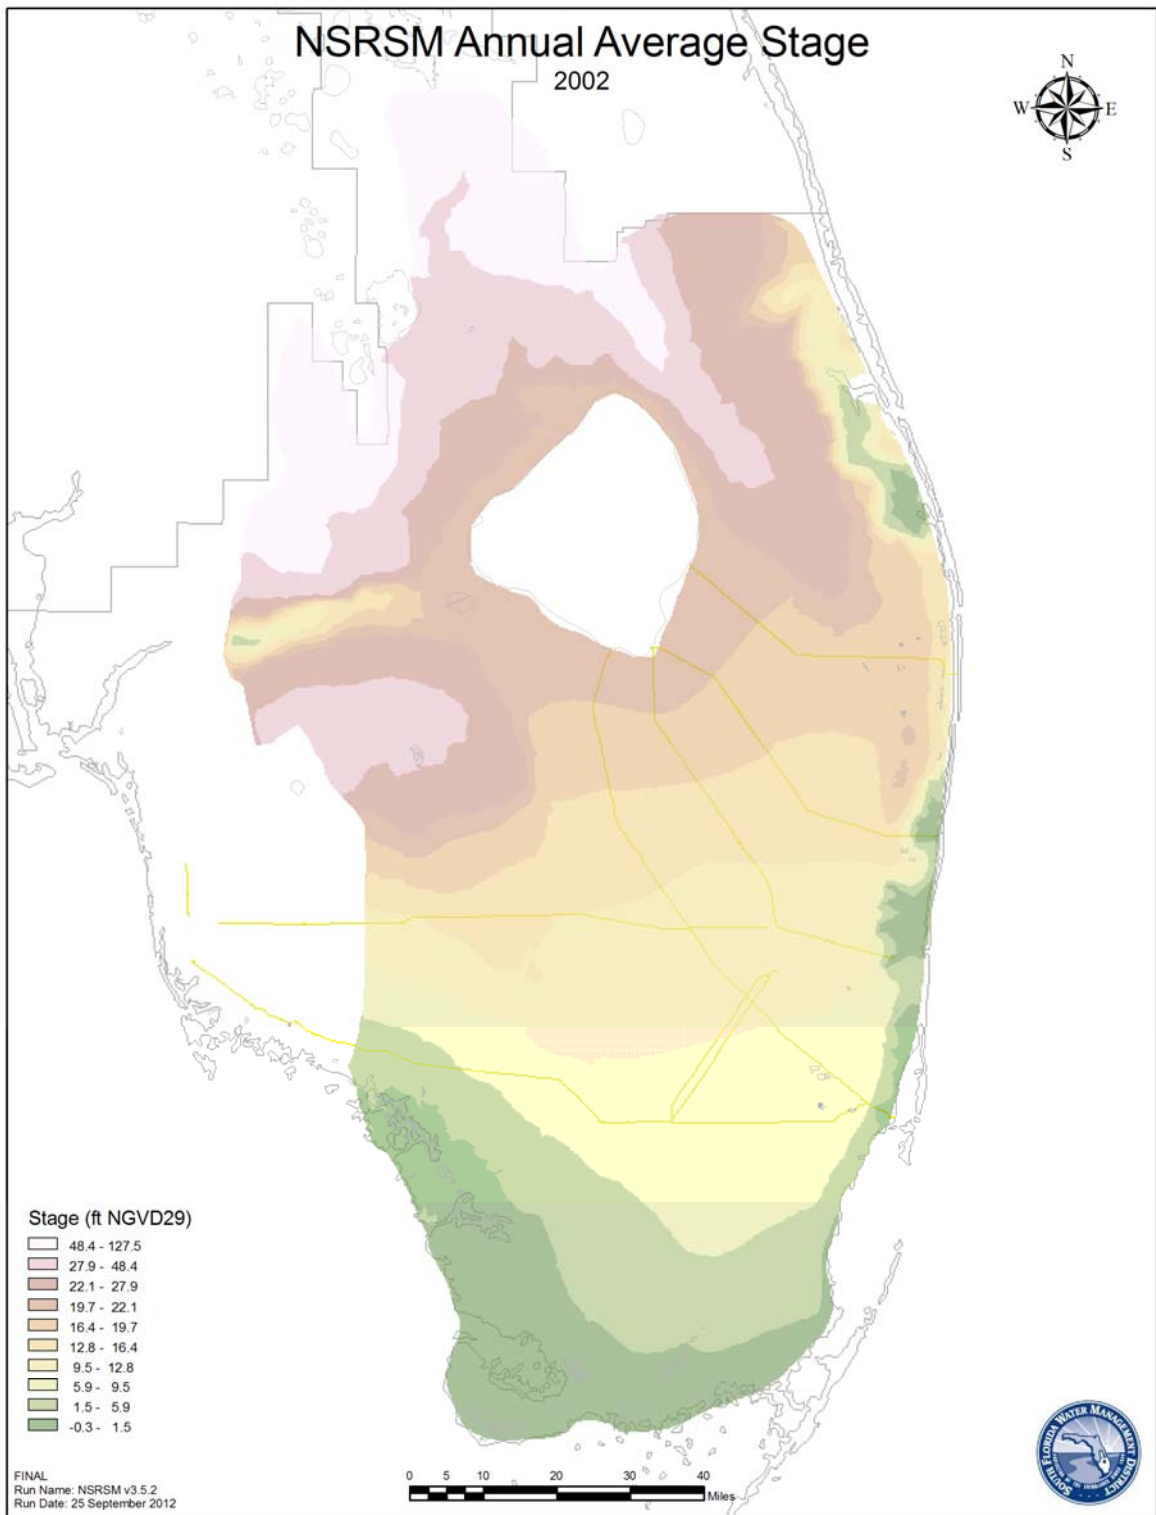 NSRSM Annual Average Stage
2002
N
W E
S
Stage (ft NGVD29)
48.4 - 127.5
27.9 - 48.4
22.1 - 27.9
19.7 - 22.1
16.4 - 19.7
12.8 - 16.4
9.5 - 12.8
5.9 - 9.5
1.5 - 5.9
-0.3 - 1.5
FINAL
Run Name: NSRSM v3.5.2
Run Date: 25 September 2012
0 5 10 20 30 40
Miles
SOUTH FLORIDA WATER MANAGEMENT DISTRICT